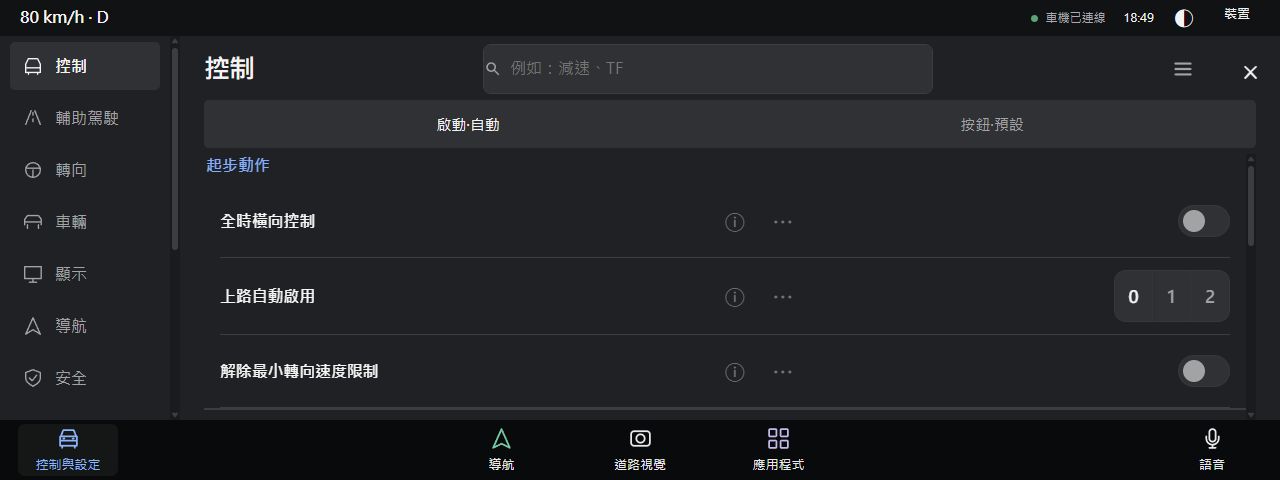 80 km/h · D
車機已連線
18:49
裝置
控制
輔助駕駛
轉向
車輛
顯示
導航
安全
控制
例如：減速、TF
啟動·自動
按鈕·預設
起步動作
全時橫向控制
上路自動啟用
0 1 2
解除最小轉向速度限制
控制與設定
導航
道路視覺
應用程式
語音